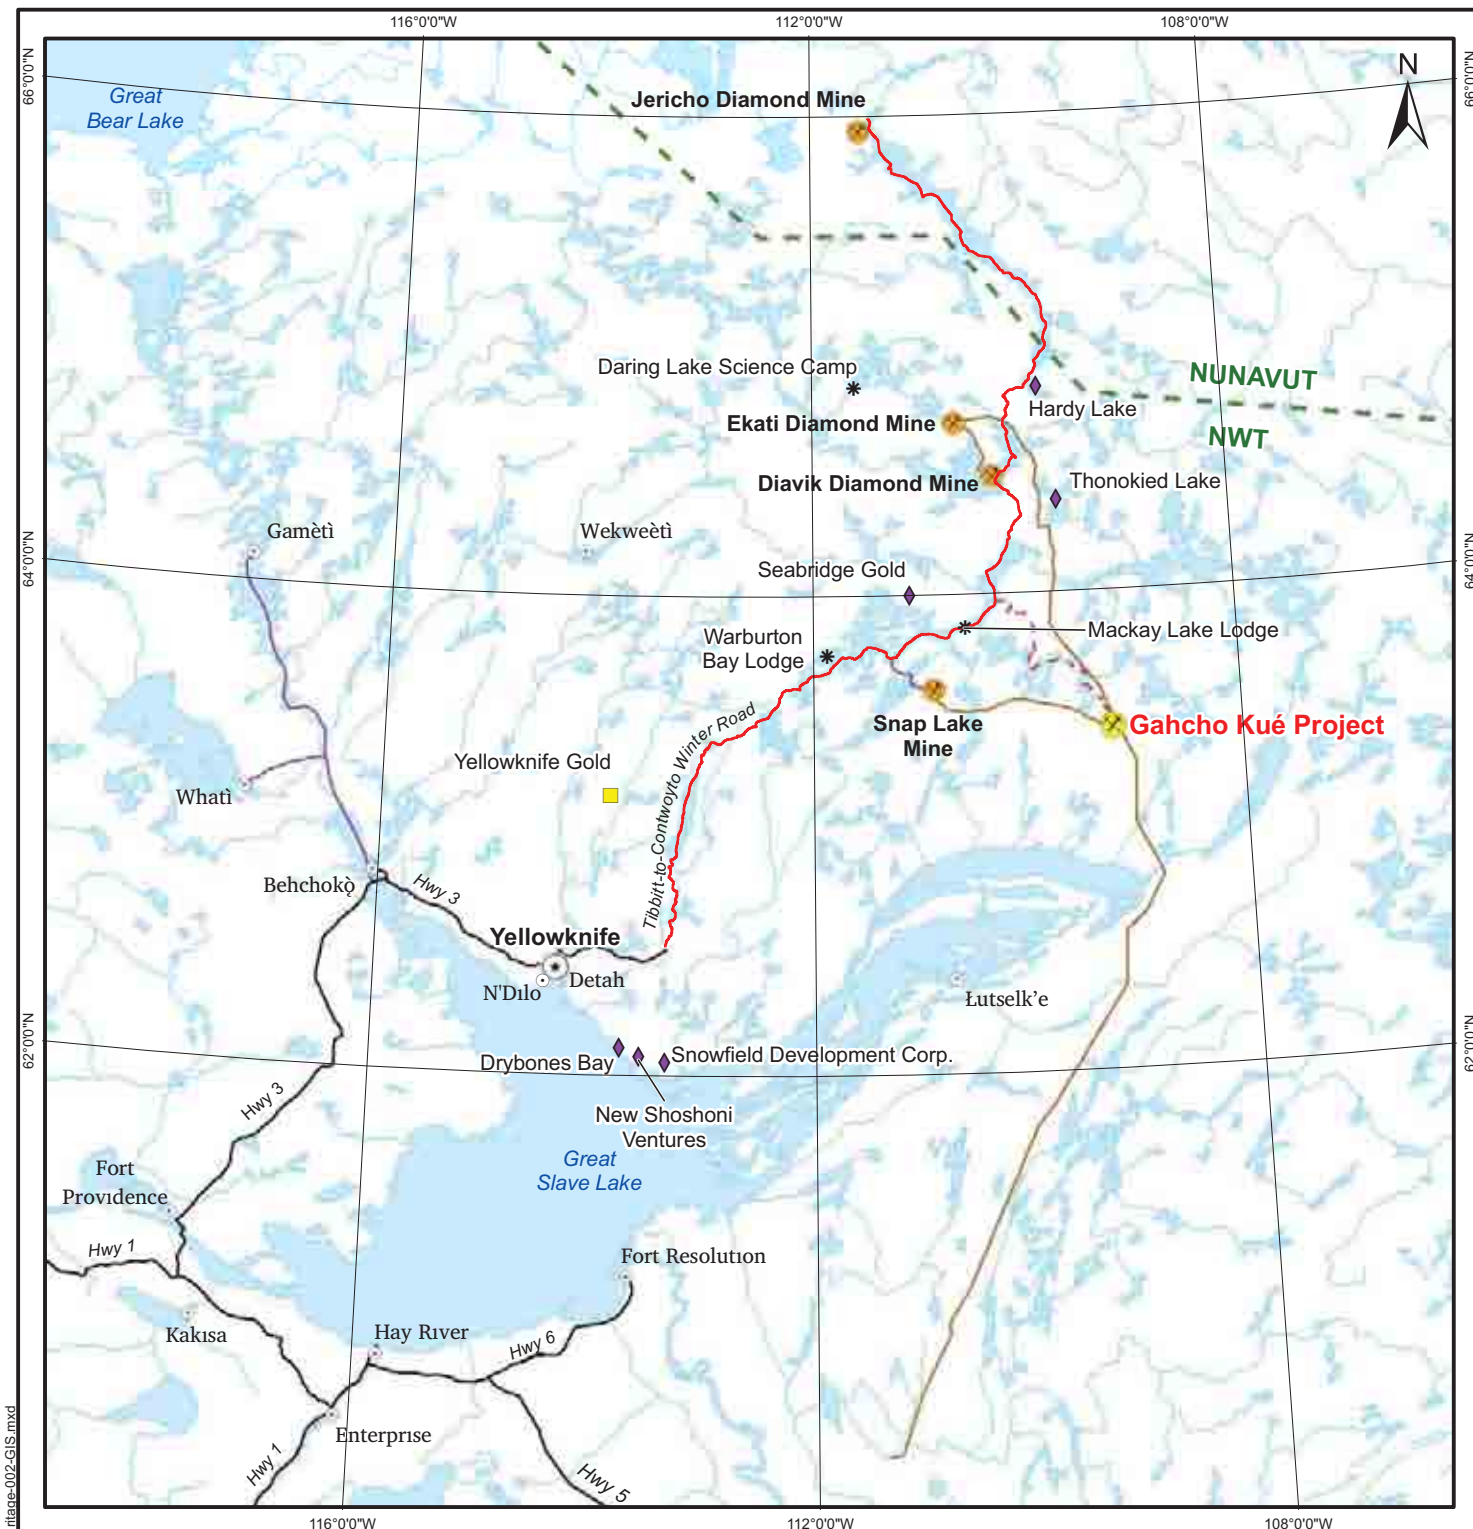 116°0'0"W
112°0'0"W
108°0'0"W
66°0'0"N
66°0'0"N
N
Great
Bear Lake
Jericho Diamond Mine
Daring Lake Science Camp
NUNAVUT
NWT
Hardy Lake
Ekati Diamond Mine
Diavik Diamond Mine
Thonokied Lake
Gamètì
Wekweètì
64°0'0"N
64°0'0"N
Seabridge Gold
Mackay Lake Lodge
Warburton
Bay Lodge
Snap Lake
Mine
Gahcho Kué Project
Tibbitt-to-Contwoyto Winter Road
Yellowknife Gold
Whatì
Behchokǫ̀
Hwy 3
Yellowknife
Detah
N'Dılo
Łutselk’e
62°0'0"N
62°0'0"N
Drybones Bay
Snowfield Development Corp.
New Shoshoni
Ventures
Hwy 3
Great
Slave Lake
Fort
Provıdence
Hwy 1
Fort Resolutıon
Kakısa
Hay Rıver
Hwy 6
Enterprıse
Hwy 1
Hwy 5
ritage-002-GIS.mxd
116°0'0"W
112°0'0"W
108°0'0"W